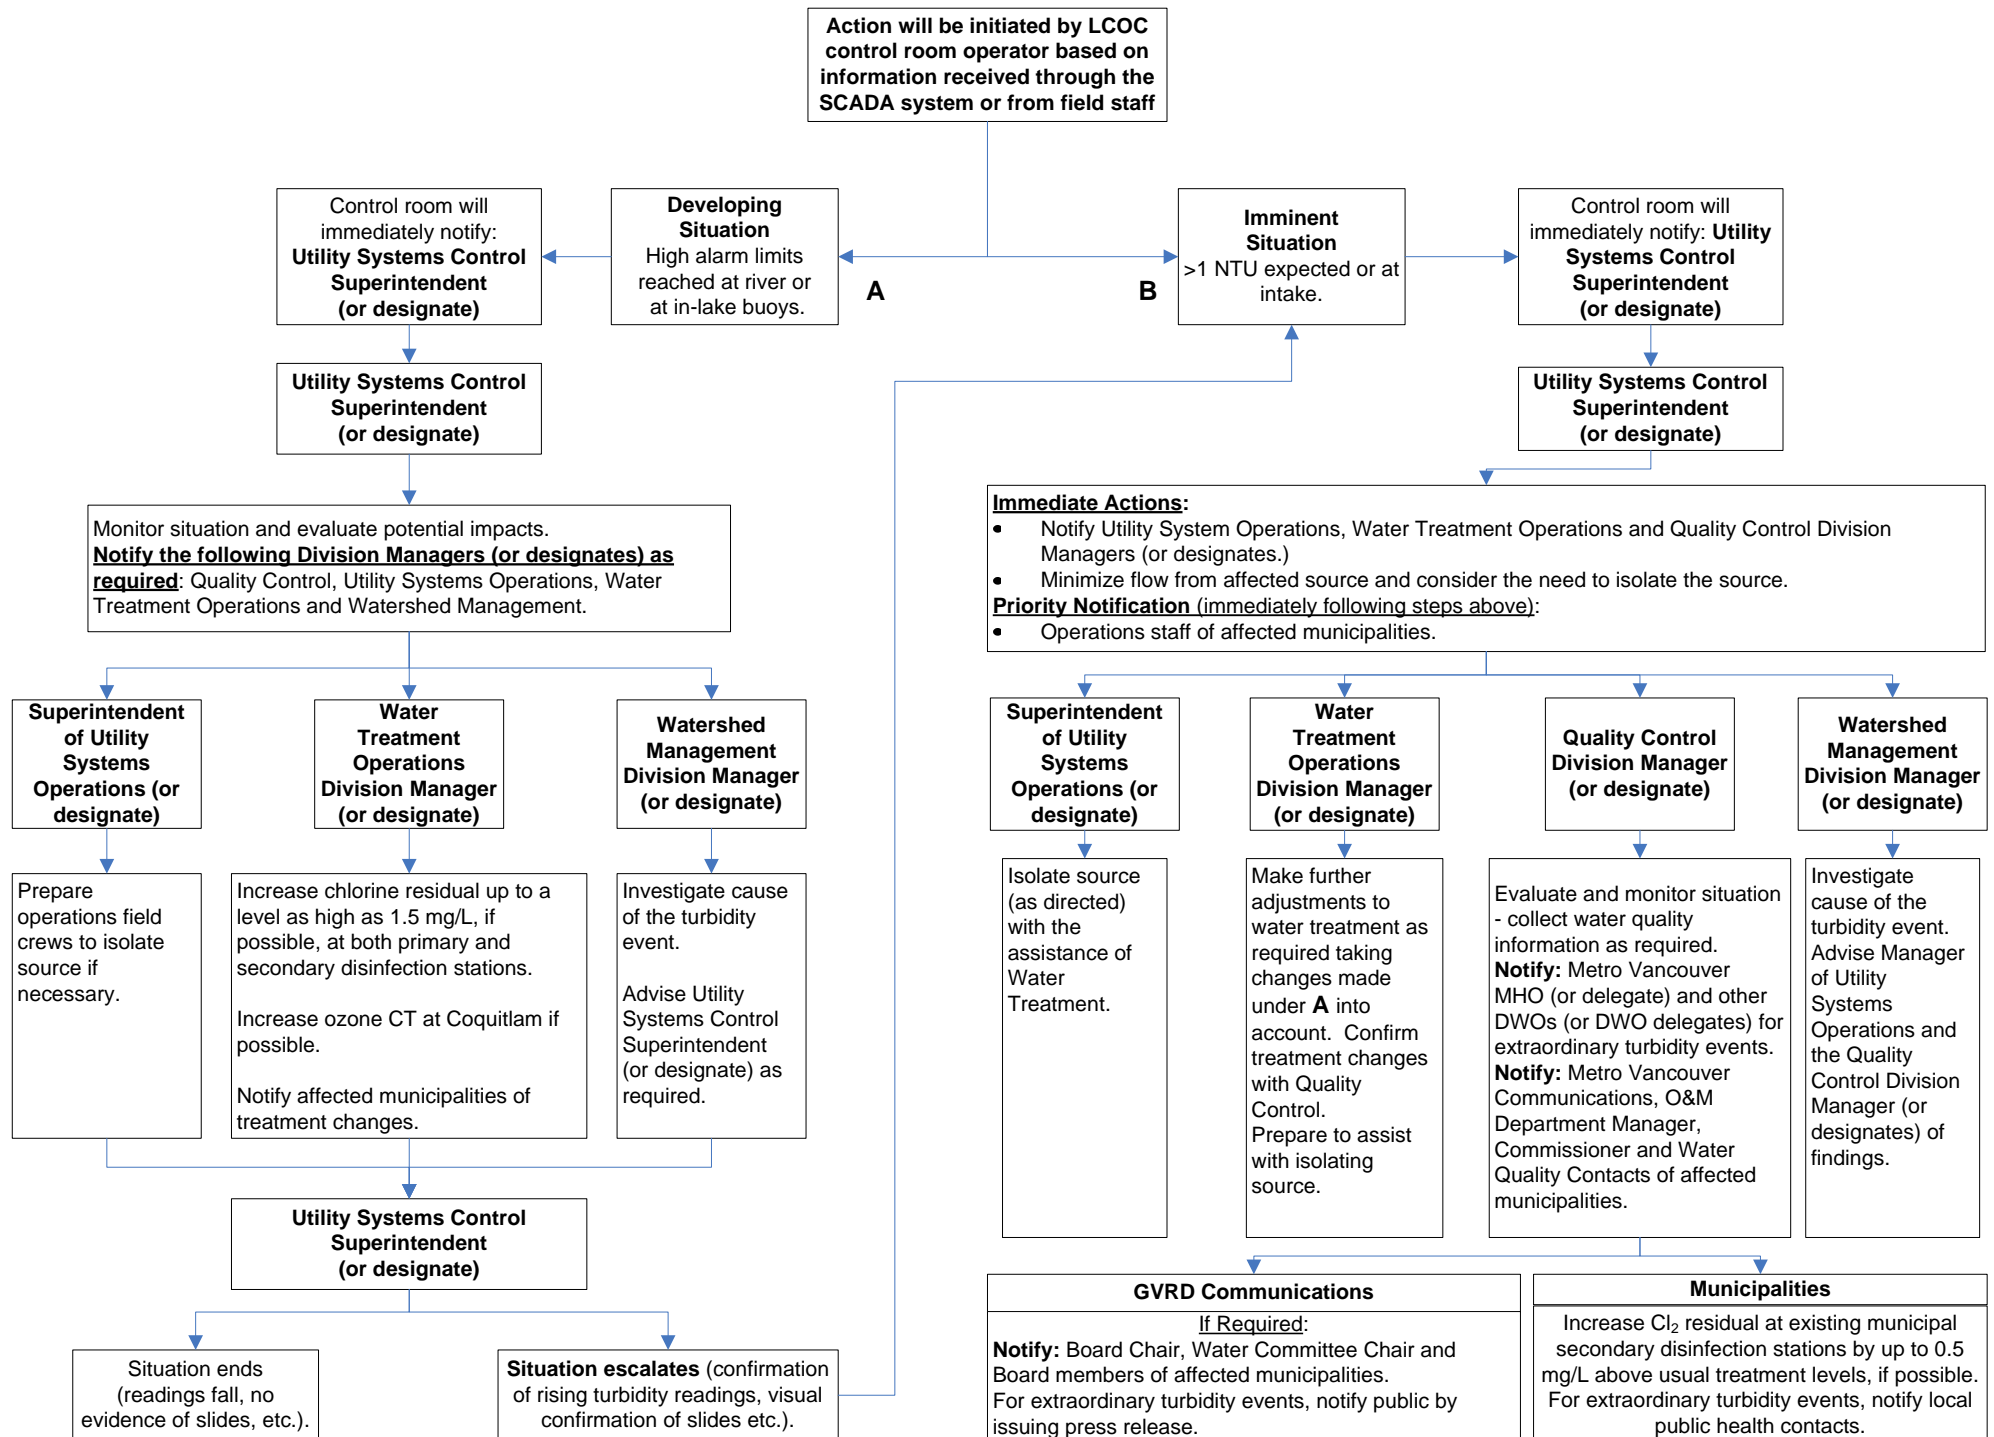 Action will be initiated by LCOC
control room operator based on
information received through the
SCADA system or from field staff
Control room will
immediately notify:
Utility Systems Control
Superintendent
(or designate)
Developing
Situation
High alarm limits
reached at river or
at in-lake buoys.
A
B
Imminent
Situation
>1 NTU expected or at
intake.
Control room will
immediately notify: Utility
Systems Control
Superintendent
(or designate)
Utility Systems Control
Superintendent
(or designate)
Utility Systems Control
Superintendent
(or designate)
Monitor situation and evaluate potential impacts.
Notify the following Division Managers (or designates) as
required: Quality Control, Utility Systems Operations, Water
Treatment Operations and Watershed Management.
Immediate Actions:
• Notify Utility System Operations, Water Treatment Operations and Quality Control Division
Managers (or designates.)
• Minimize flow from affected source and consider the need to isolate the source.
Priority Notification (immediately following steps above):
• Operations staff of affected municipalities.
Superintendent
of Utility
Systems
Operations (or
designate)
Water
Treatment
Operations
Division Manager
(or designate)
Watershed
Management
Division Manager
(or designate)
Superintendent
of Utility
Systems
Operations (or
designate)
Water
Treatment
Operations
Division Manager
(or designate)
Quality Control
Division Manager
(or designate)
Watershed
Management
Division Manager
(or designate)
Prepare
operations field
crews to isolate
source if
necessary.
Increase chlorine residual up to a
level as high as 1.5 mg/L, if
possible, at both primary and
secondary disinfection stations.
Increase ozone CT at Coquitlam if
possible.
Notify affected municipalities of
treatment changes.
Investigate cause
of the turbidity
event.
Advise Utility
Systems Control
Superintendent
(or designate) as
required.
Isolate source
(as directed)
with the
assistance of
Water
Treatment.
Make further
adjustments to
water treatment as
required taking
changes made
under A into
account. Confirm
treatment changes
with Quality
Control.
Prepare to assist
with isolating
source.
Evaluate and monitor situation
- collect water quality
information as required.
Notify: Metro Vancouver
MHO (or delegate) and other
DWOs (or DWO delegates) for
extraordinary turbidity events.
Notify: Metro Vancouver
Communications, O&M
Department Manager,
Commissioner and Water
Quality Contacts of affected
municipalities.
Investigate
cause of the
turbidity event.
Advise Manager
of Utility
Systems
Operations and
the Quality
Control Division
Manager (or
designates) of
findings.
Utility Systems Control
Superintendent
(or designate)
Situation ends
(readings fall, no
evidence of slides, etc.).
Situation escalates (confirmation
of rising turbidity readings, visual
confirmation of slides etc.).
GVRD Communications
If Required:
Notify: Board Chair, Water Committee Chair and
Board members of affected municipalities.
For extraordinary turbidity events, notify public by
issuing press release.
Municipalities
Increase Cl₂ residual at existing municipal
secondary disinfection stations by up to 0.5
mg/L above usual treatment levels, if possible.
For extraordinary turbidity events, notify local
public health contacts.